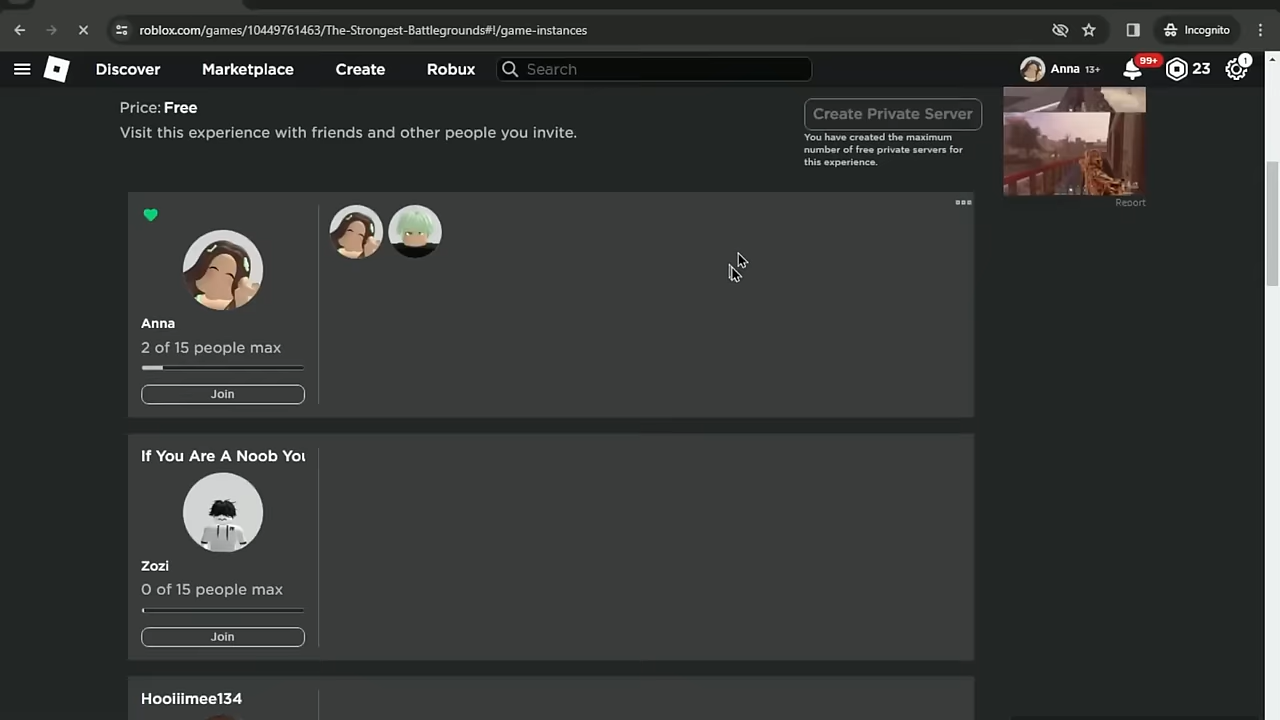 roblox.com/games/10449761463/The-Strongest-Battlegrounds#!/game-instances
Incognito
Discover
Marketplace
Create
Robux
Search
Anna 13+
99+
23
1
Price: Free
Visit this experience with friends and other people you invite.
Create Private Server
You have created the maximum
number of free private servers for
this experience.
Report
Anna
2 of 15 people max
Join
If You Are A Noob You
Zozi
0 of 15 people max
Join
Hooiiimee134